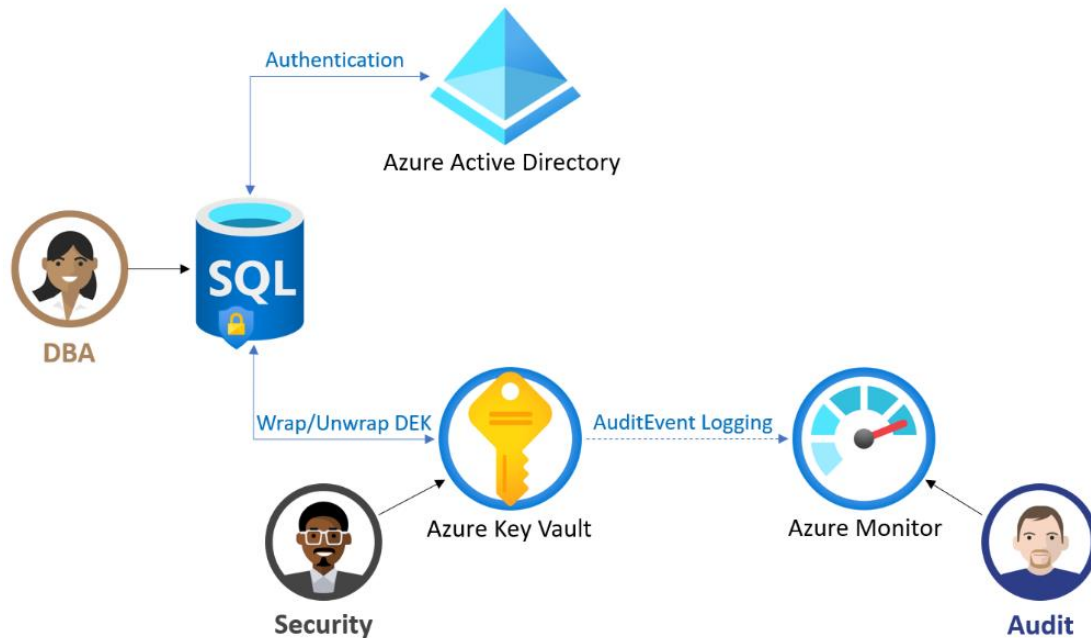 Authentication
Azure Active Directory
SQL
DBA
Wrap/Unwrap DEK
AuditEvent Logging
Azure Key Vault
Azure Monitor
Security
Audit